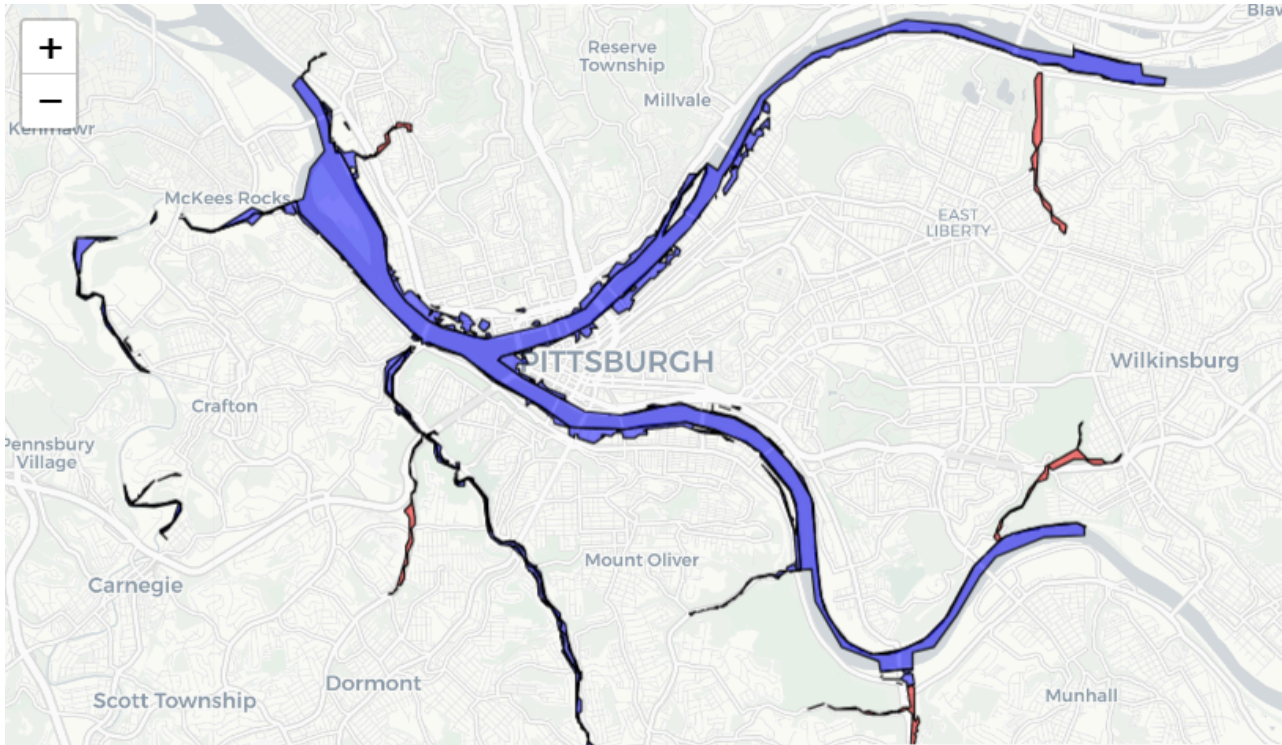 +
−
Blaw
Reserve
Township
Millvale
Kenmawr
McKees Rocks
EAST
LIBERTY
PITTSBURGH
Wilkinsburg
Crafton
Pennsbury
Village
Mount Oliver
Carnegie
Dormont
Scott Township
Munhall